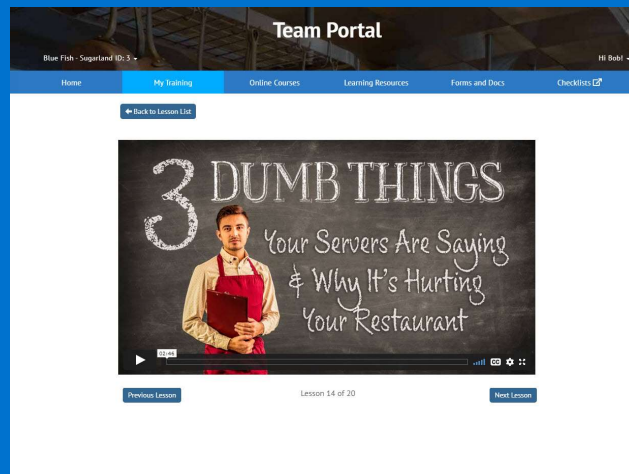 Team Portal
Blue Fish - Sugarland ID: 3
Hi Bob!
Home My Training Online Courses Learning Resources Forms and Docs Checklists
Back to Lesson List
3 DUMB THINGS
Your Servers Are Saying
& Why It's Hurting
Your Restaurant
02:46
CC
Previous Lesson Lesson 14 of 20 Next Lesson